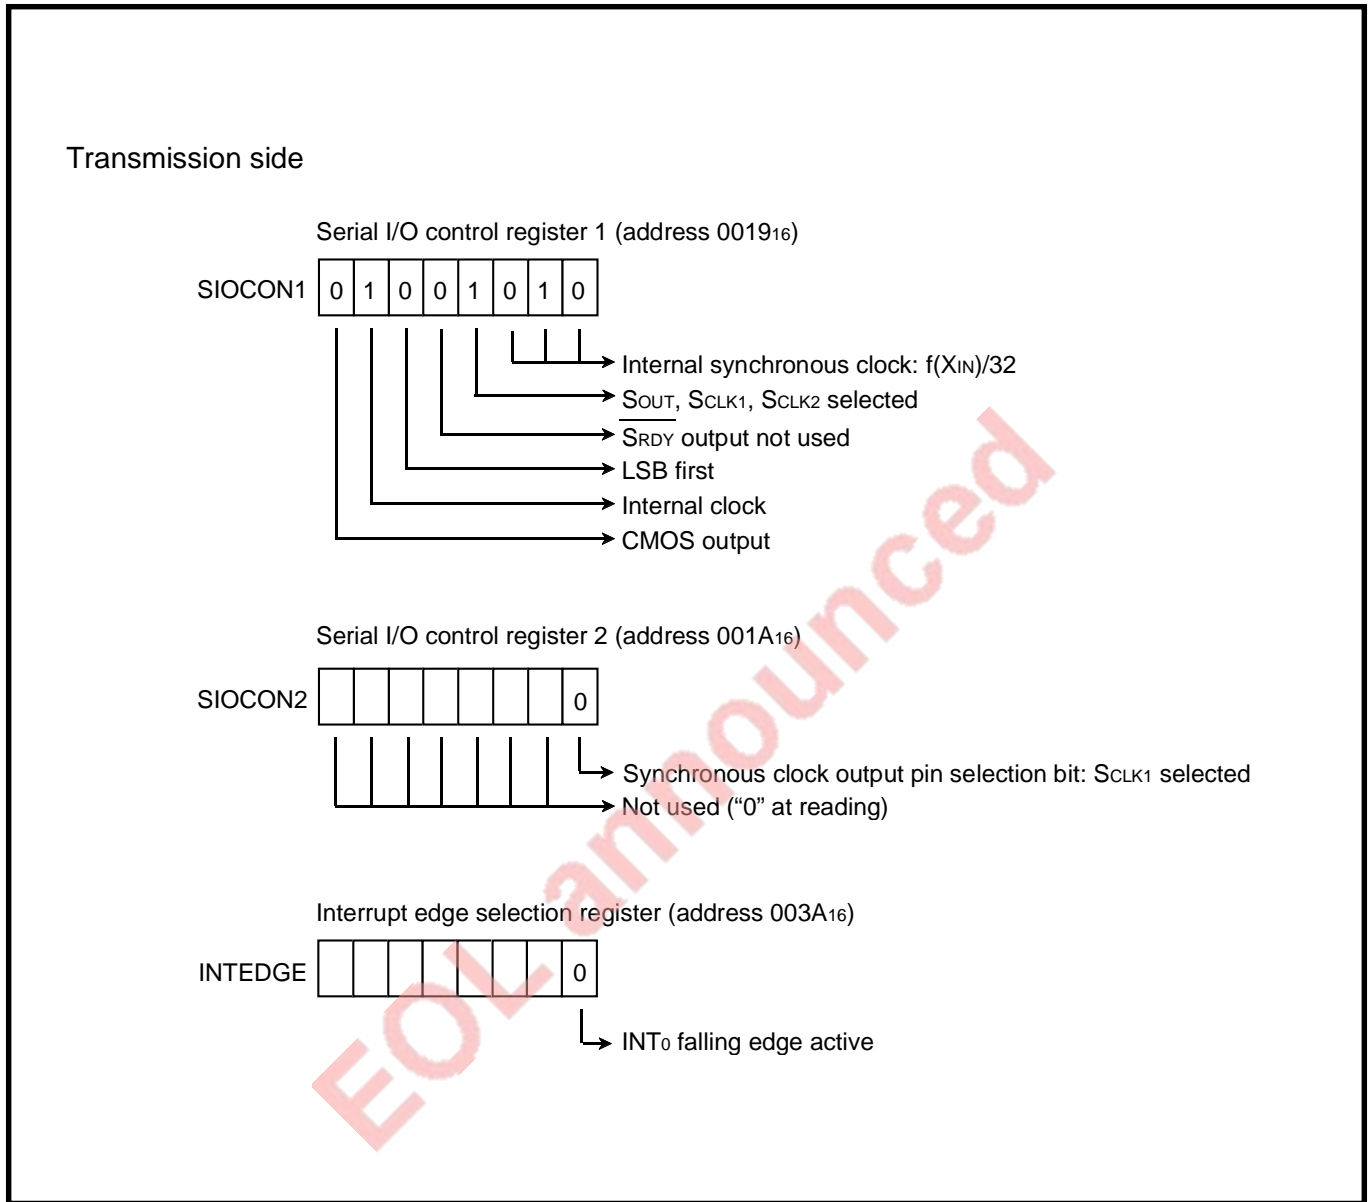 Transmission side
Serial I/O control register 1 (address 0019₁₆)
SIOCON1 0 1 0 0 1 0 1 0
Internal synchronous clock: f(XIN)/32
SOUT, SCLK1, SCLK2 selected
S̅R̅D̅Y̅ output not used
LSB first
Internal clock
CMOS output
Serial I/O control register 2 (address 001A₁₆)
SIOCON2 0
Synchronous clock output pin selection bit: SCLK1 selected
Not used (“0” at reading)
Interrupt edge selection register (address 003A₁₆)
INTEDGE 0
INT₀ falling edge active
EOL announced